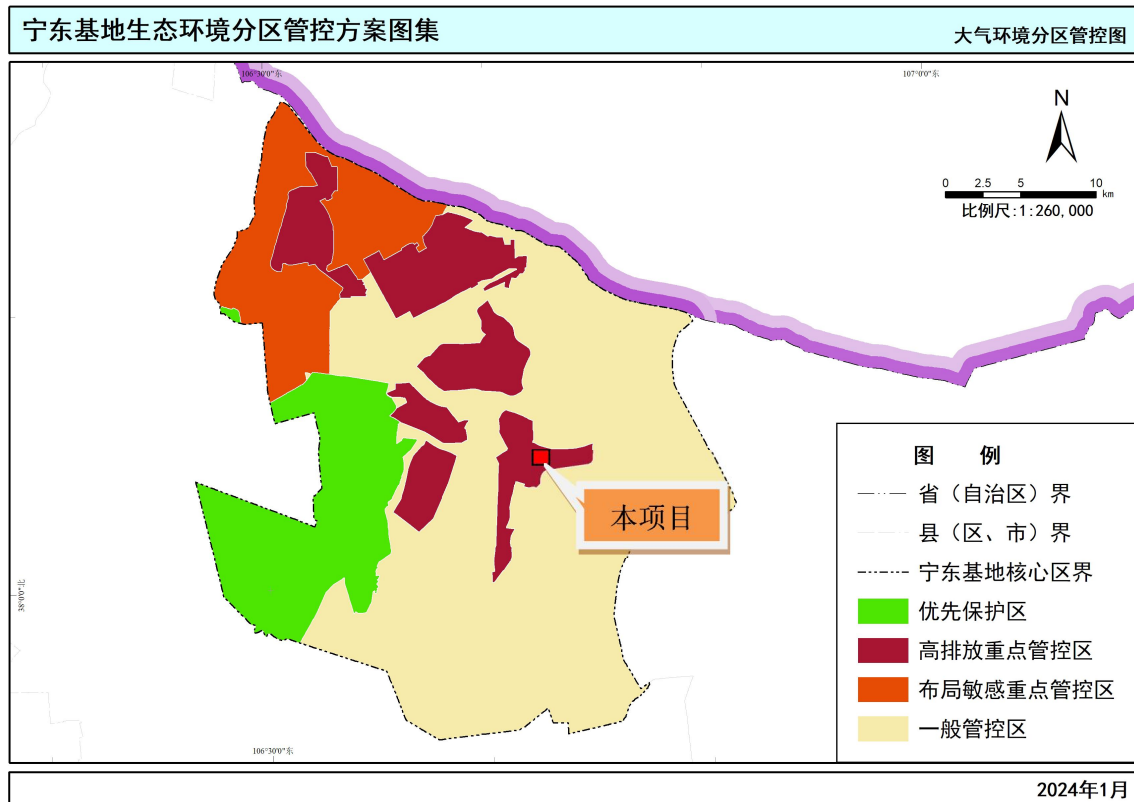 宁东基地生态环境分区管控方案图集
大气环境分区管控图
106°30'0"东
107°0'0"东
N
0 2.5 5 10
km
比例尺:1:260,000
本项目
图 例
省（自治区）界
县（区、市）界
宁东基地核心区界
优先保护区
高排放重点管控区
布局敏感重点管控区
一般管控区
38°0'0"北
106°30'0"东
2024年1月